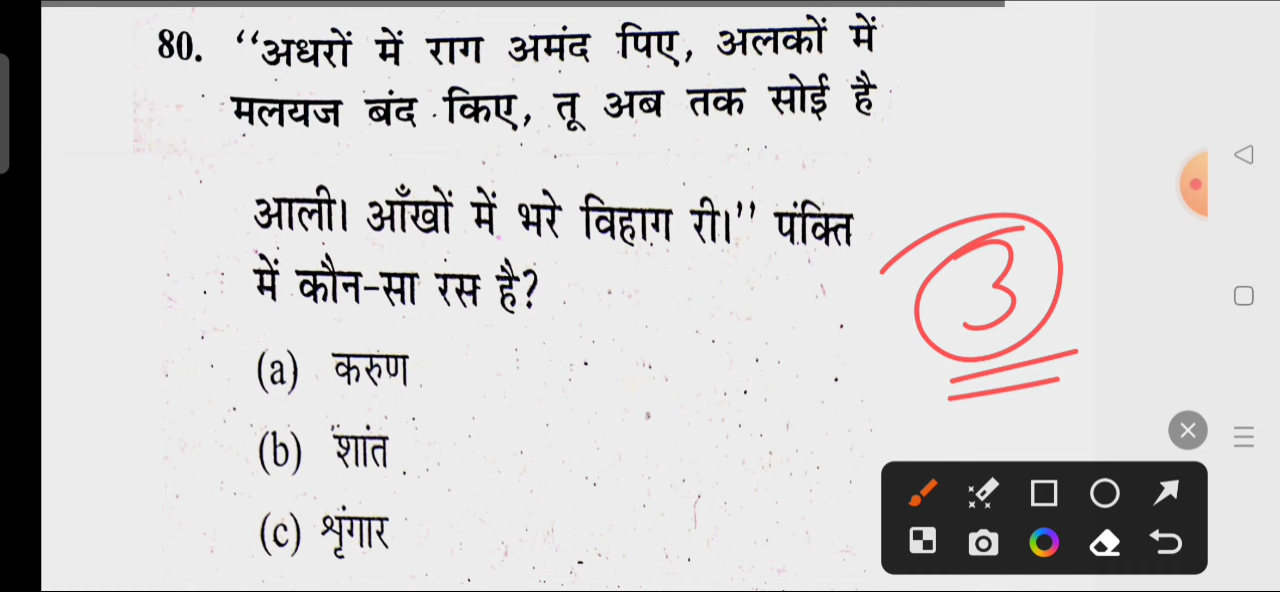 80. “अधरों में राग अमंद पिए, अलकों में
मलयज बंद किए, तू अब तक सोई है
आली। आँखों में भरे विहाग री।” पंक्ति
में कौन-सा रस है?
3
(a) करुण
(b) शांत
(c) शृंगार